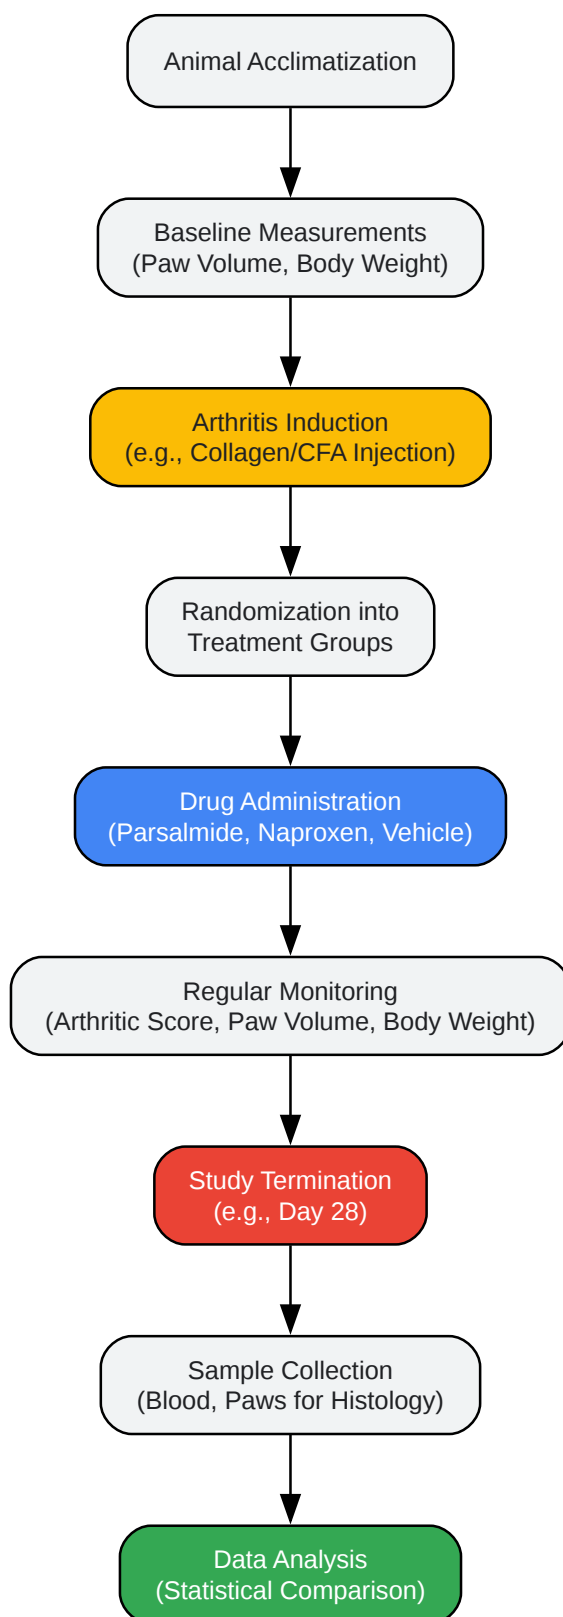 Animal Acclimatization
Baseline Measurements
(Paw Volume, Body Weight)
Arthritis Induction
(e.g., Collagen/CFA Injection)
Randomization into
Treatment Groups
Drug Administration
(Parsalmide, Naproxen, Vehicle)
Regular Monitoring
(Arthritic Score, Paw Volume, Body Weight)
Study Termination
(e.g., Day 28)
Sample Collection
(Blood, Paws for Histology)
Data Analysis
(Statistical Comparison)